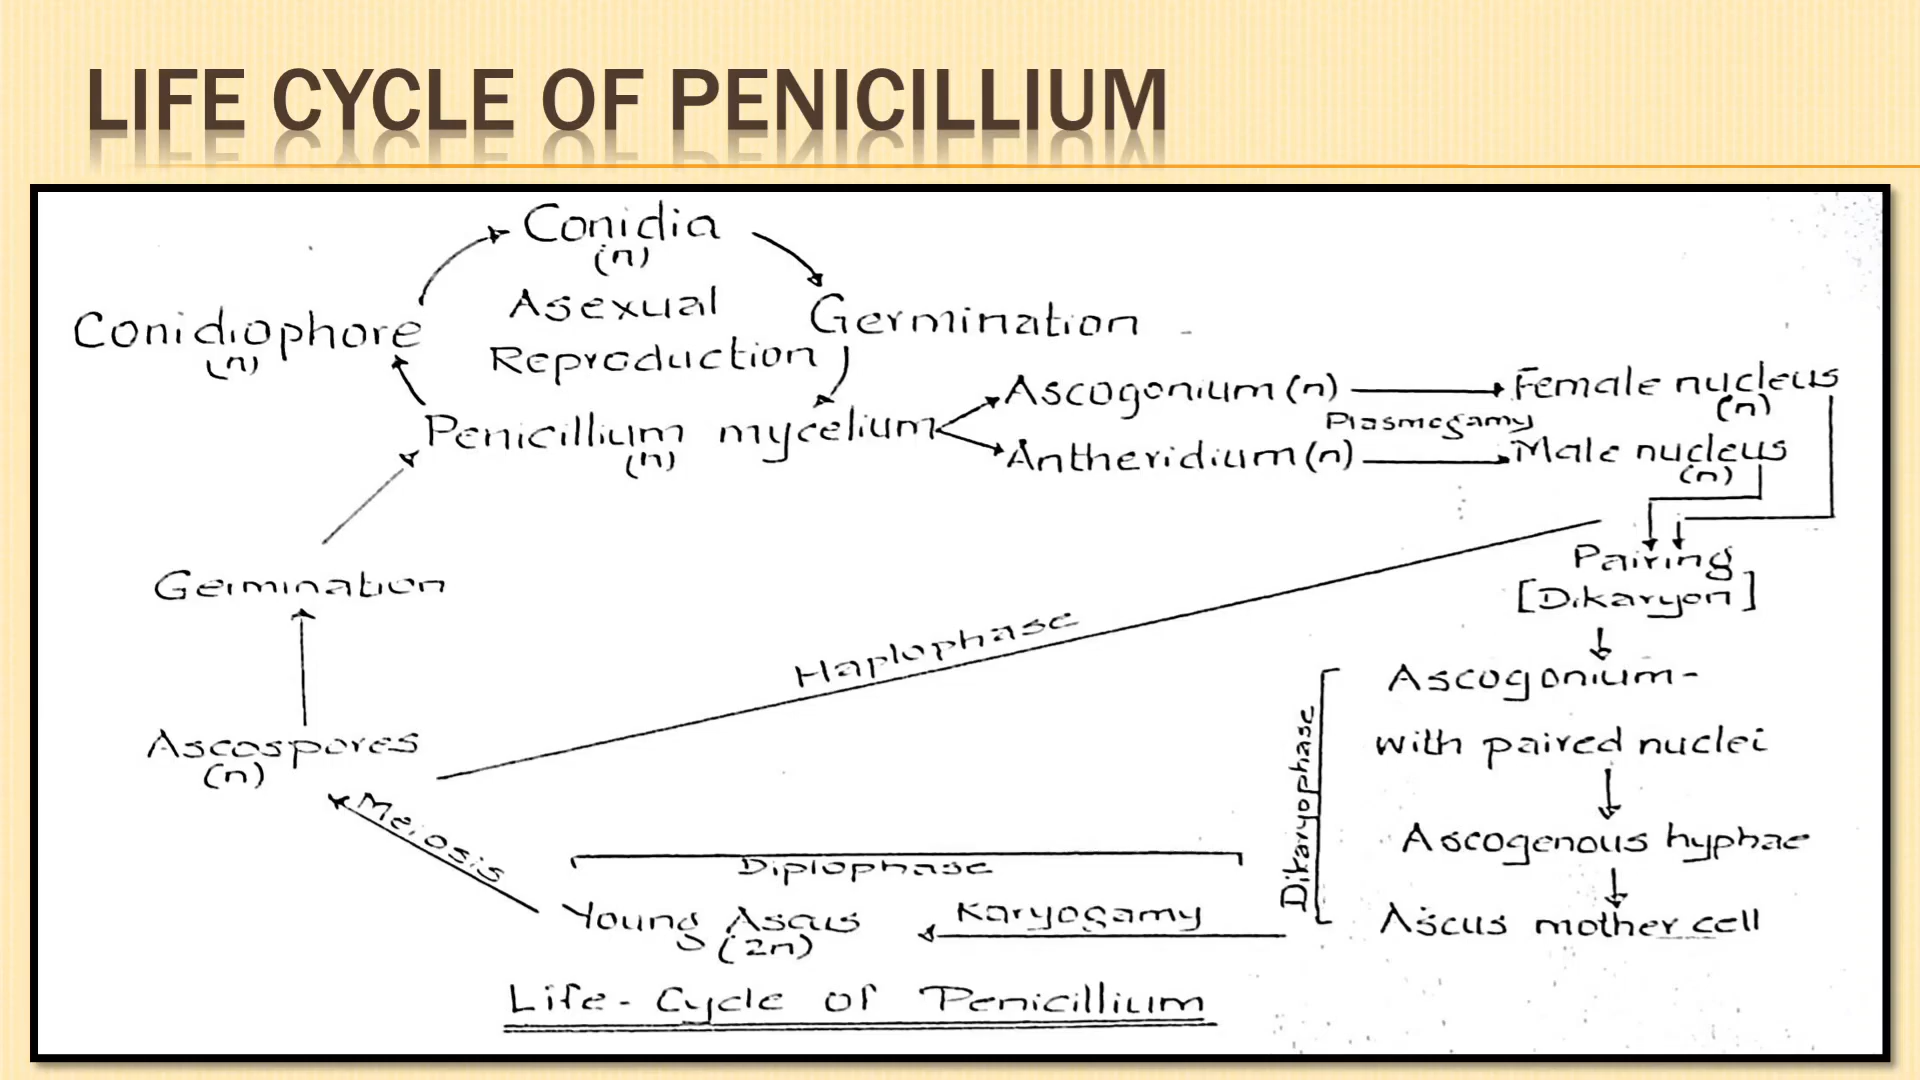 LIFE CYCLE OF PENICILLIUM
Conidia
(n)
Asexual
Reproduction
Conidiophore
(n)
Germination
Penicillium mycelium
(n)
Ascogonium (n)
Female nucleus
(n)
Plasmogamy
Antheridium (n)
Male nucleus
(n)
Pairing
[Dikaryon]
Germination
Haplophase
Ascogonium-
with paired nuclei
Dikaryophase
Ascospores
(n)
Meiosis
Ascogenous hyphae
Diplophase
Young Ascus
(2n)
Karyogamy
Ascus mother cell
Life-Cycle of Penicillium